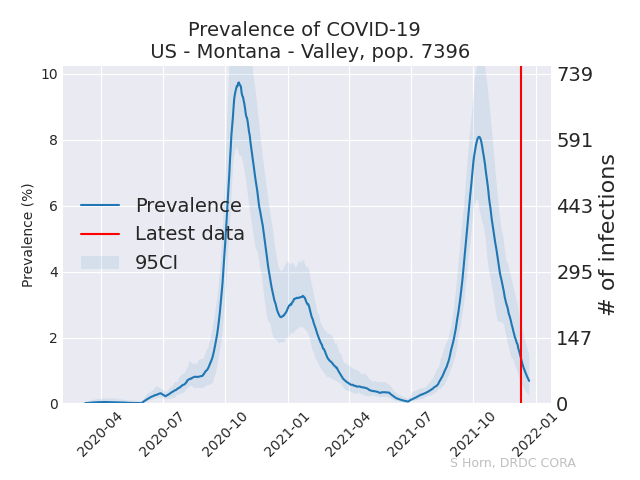 Prevalence of COVID-19
US - Montana - Valley, pop. 7396
10
8
6
4
2
0
Prevalence (%)
739
591
443
295
147
0
# of infections
Prevalence
Latest data
95CI
2020-04
2020-07
2020-10
2021-01
2021-04
2021-07
2021-10
2022-01
S Horn, DRDC CORA